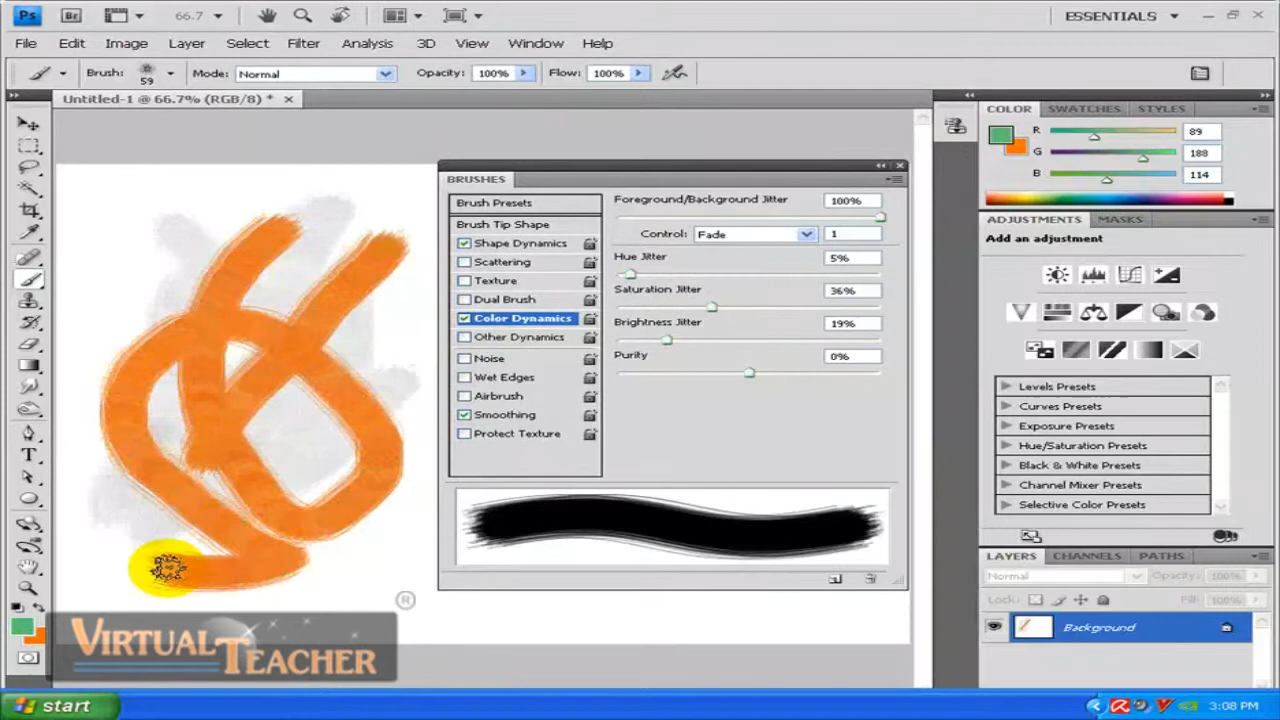 Ps Br 66.7 ESSENTIALS
File Edit Image Layer Select Filter Analysis 3D View Window Help
Brush: 59 Mode: Normal Opacity: 100% Flow: 100%
Untitled-1 @ 66.7% (RGB/8) *
COLOR SWATCHES STYLES
R 89
G 188
B 114
ADJUSTMENTS MASKS
Add an adjustment
Levels Presets
Curves Presets
Exposure Presets
Hue/Saturation Presets
Black & White Presets
Channel Mixer Presets
Selective Color Presets
BRUSHES
Brush Presets
Brush Tip Shape
Shape Dynamics
Scattering
Texture
Dual Brush
Color Dynamics
Other Dynamics
Noise
Wet Edges
Airbrush
Smoothing
Protect Texture
Foreground/Background Jitter 100%
Control: Fade 1
Hue Jitter 5%
Saturation Jitter 36%
Brightness Jitter 19%
Purity 0%
LAYERS CHANNELS PATHS
Normal Opacity: 100%
Lock: Fill: 100%
Background
®
VIRTUAL TEACHER
start 3:08 PM